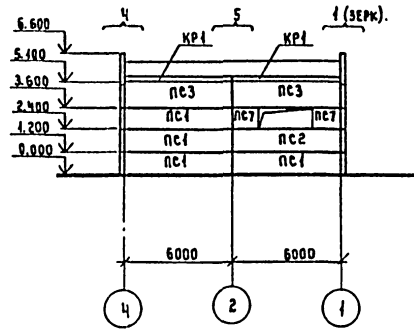 4 5 1 (ЗЕРК).
6.600
КР1 КР1
5.100
3.600
ПС3 ПС3
2.400
ПС1 ПС7 ПС7
1.200
ПС1 ПС2
0.000
ПС1 ПС1
6000 6000
4 2 1